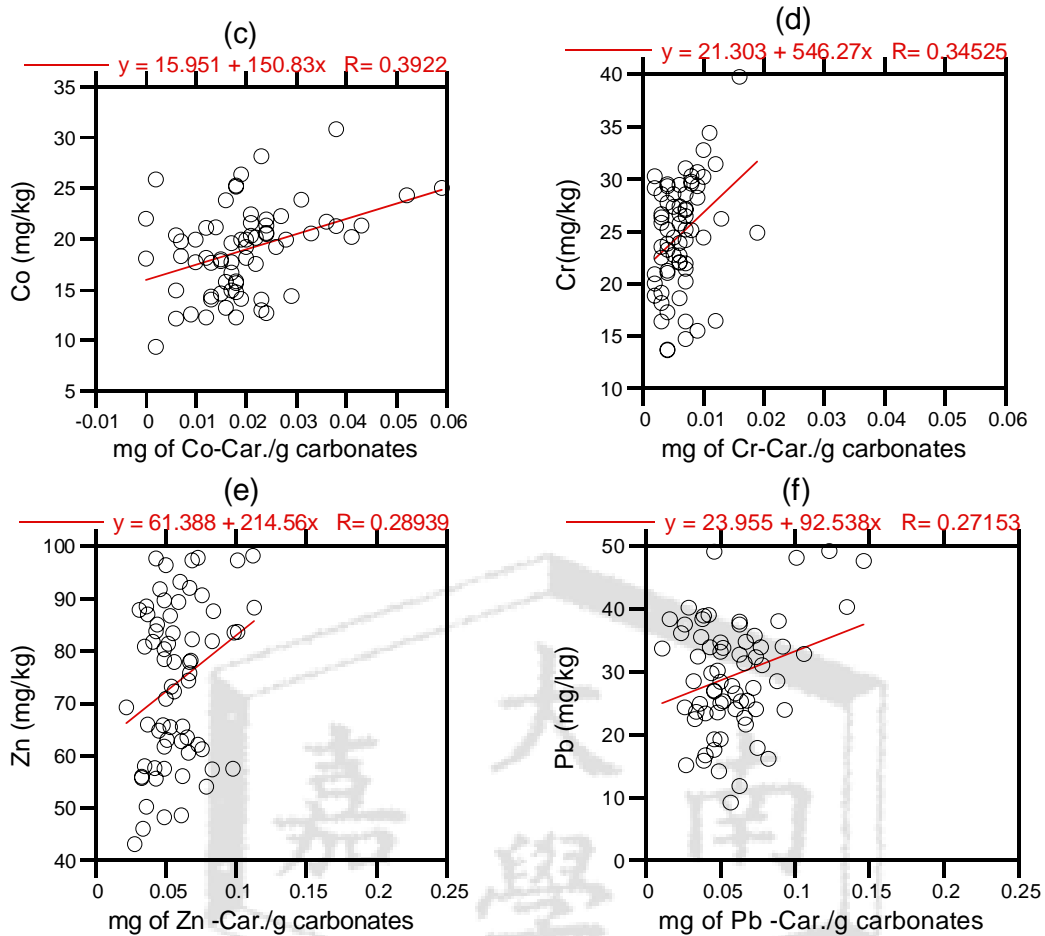 (c)
y = 15.951 + 150.83x R= 0.3922
35
30
25
20
15
10
5
Co (mg/kg)
-0.01 0 0.01 0.02 0.03 0.04 0.05 0.06
mg of Co-Car./g carbonates
(d)
y = 21.303 + 546.27x R= 0.34525
40
35
30
25
20
15
10
Cr(mg/kg)
0 0.01 0.02 0.03 0.04 0.05 0.06
mg of Cr-Car./g carbonates
(e)
y = 61.388 + 214.56x R= 0.28939
100
90
80
70
60
50
40
Zn (mg/kg)
0 0.05 0.1 0.15 0.2 0.25
mg of Zn -Car./g carbonates
(f)
y = 23.955 + 92.538x R= 0.27153
50
40
30
20
10
0
Pb (mg/kg)
0 0.05 0.1 0.15 0.2 0.25
mg of Pb -Car./g carbonates
大
嘉 南
學